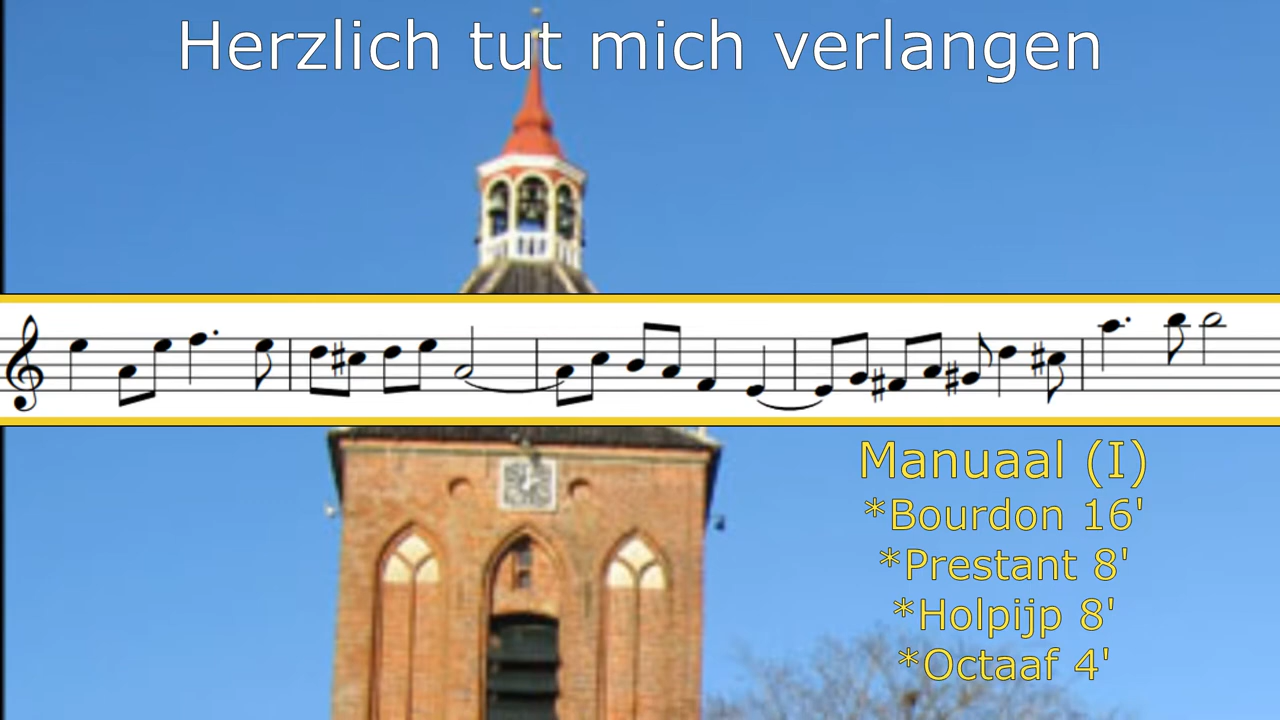 Herzlich tut mich verlangen
Manuaal (I)
*Bourdon 16'
*Prestant 8'
*Holpijp 8'
*Octaaf 4'